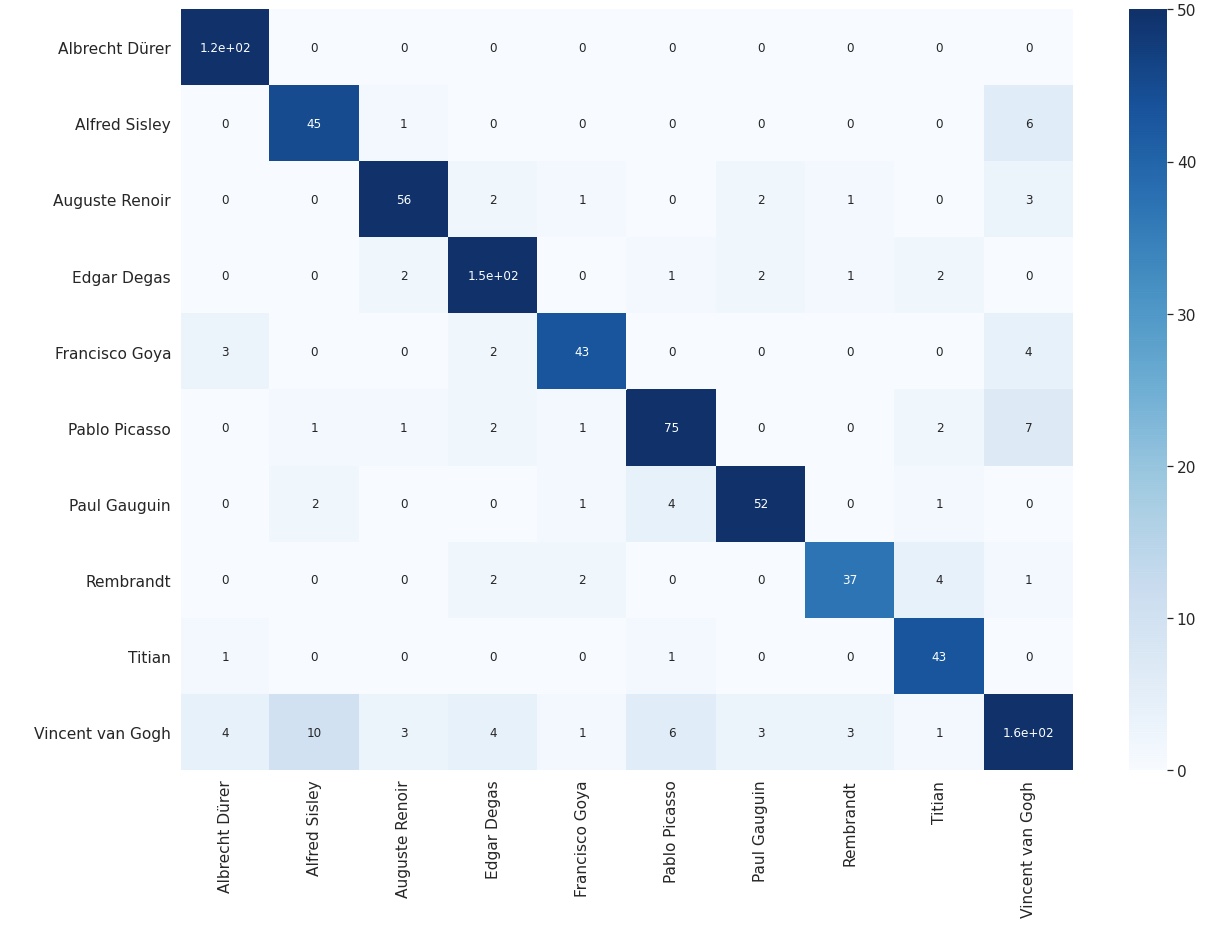 Albrecht Dürer 1.2e+02 0 0 0 0 0 0 0 0 0
Alfred Sisley 0 45 1 0 0 0 0 0 0 6
Auguste Renoir 0 0 56 2 1 0 2 1 0 3
Edgar Degas 0 0 2 1.5e+02 0 1 2 1 2 0
Francisco Goya 3 0 0 2 43 0 0 0 0 4
Pablo Picasso 0 1 1 2 1 75 0 0 2 7
Paul Gauguin 0 2 0 0 1 4 52 0 1 0
Rembrandt 0 0 0 2 2 0 0 37 4 1
Titian 1 0 0 0 0 1 0 0 43 0
Vincent van Gogh 4 10 3 4 1 6 3 3 1 1.6e+02
Albrecht Dürer
Alfred Sisley
Auguste Renoir
Edgar Degas
Francisco Goya
Pablo Picasso
Paul Gauguin
Rembrandt
Titian
Vincent van Gogh
50
40
30
20
10
0